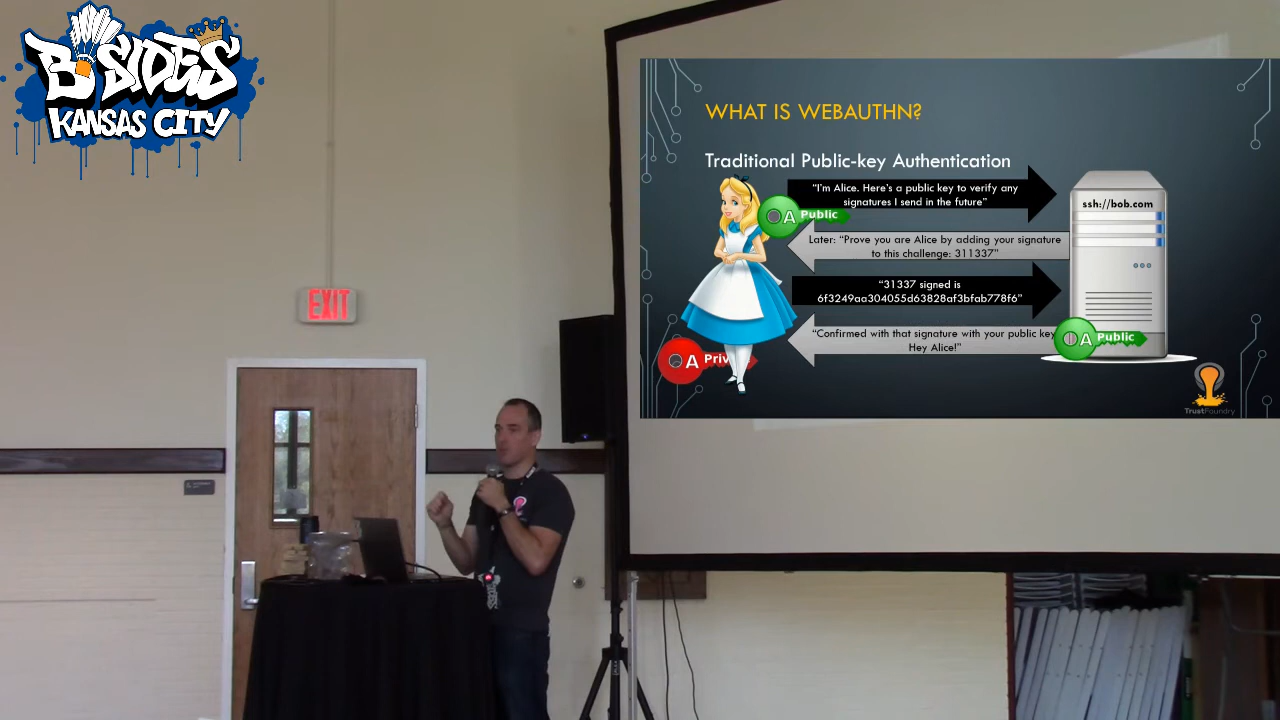 B-SIDES
KANSAS CITY
EXIT
WHAT IS WEBAUTHN?
Traditional Public-key Authentication
"I'm Alice. Here's a public key to verify any
signatures I send in the future"
A Public
ssh://bob.com
Later: "Prove you are Alice by adding your signature
to this challenge: 311337"
"31337 signed is
6f3249aa304055d63828af3bfab778f6"
"Confirmed with that signature with your public key
Hey Alice!"
A Public
A Priv
TrustFoundry